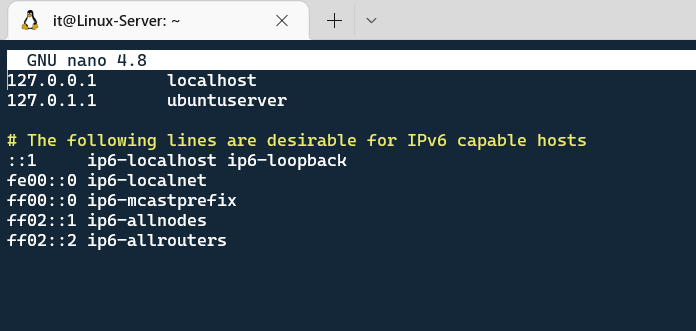 it@Linux-Server: ~
GNU nano 4.8
127.0.0.1       localhost
127.0.1.1       ubuntuserver
# The following lines are desirable for IPv6 capable hosts
::1     ip6-localhost ip6-loopback
fe00::0 ip6-localnet
ff00::0 ip6-mcastprefix
ff02::1 ip6-allnodes
ff02::2 ip6-allrouters